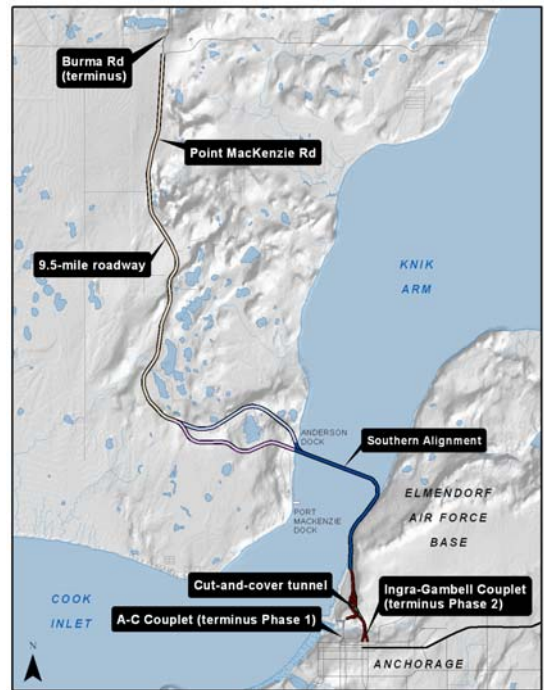 Burma Rd
(terminus)
Point MacKenzie Rd
9.5-mile roadway
KNIK
ARM
ANDERSON
DOCK
Southern Alignment
ELMENDORF
AIR FORCE
BASE
PORT
MACKENZIE
DOCK
Cut-and-cover tunnel
Ingra-Gambell Couplet
(terminus Phase 2)
COOK
INLET
A-C Couplet (terminus Phase 1)
N
ANCHORAGE